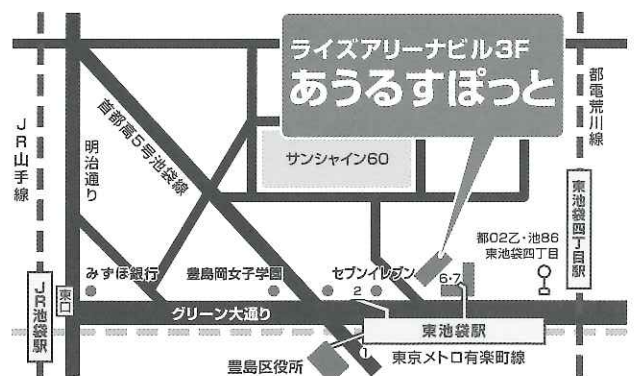 ライズアリーナビル3F
あうるすぽっと
都電荒川線
JR山手線
首都高5号池袋線
明治通り
サンシャイン60
東池袋四丁目駅
都02乙・池86
東池袋四丁目
みずほ銀行
豊島岡女子学園
セブンイレブン
6・7
2
JR池袋駅
東口
グリーン大通り
東池袋駅
1
東京メトロ有楽町線
豊島区役所